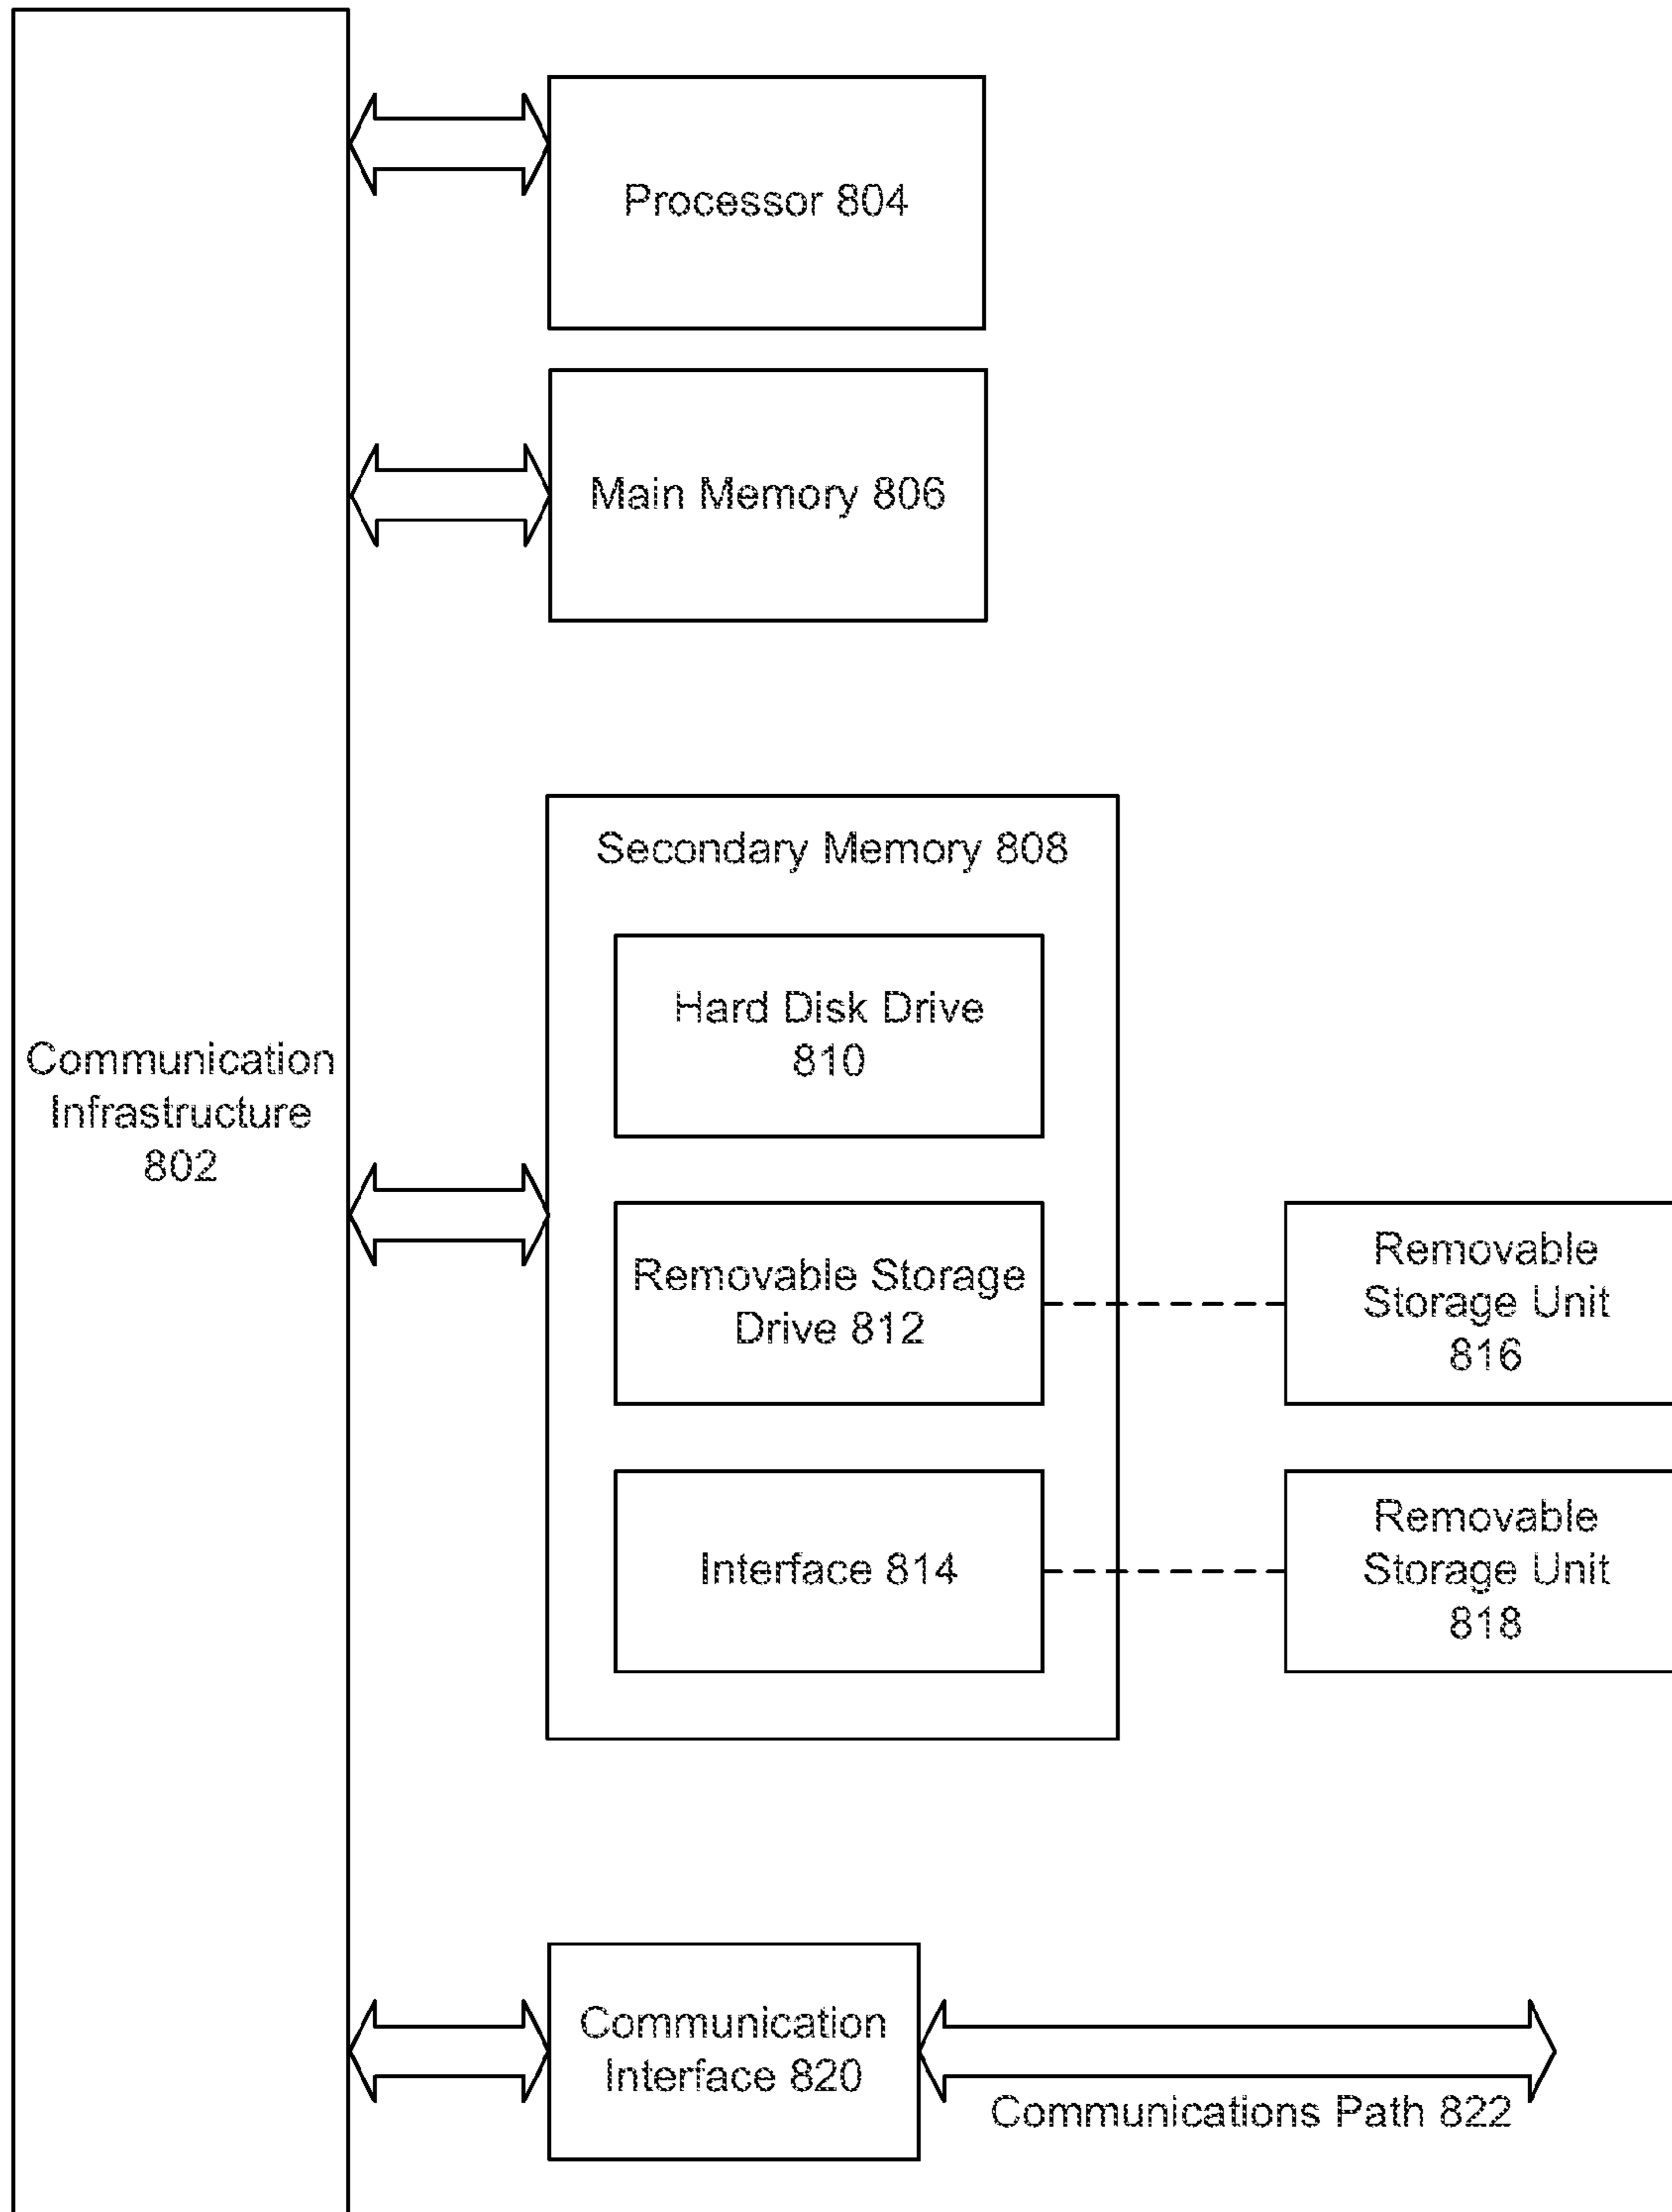 Processor 804
Main Memory 806
Secondary Memory 808
Hard Disk Drive
810
Communication
Infrastructure
802
Removable Storage
Drive 812
Removable
Storage Unit
816
Interface 814
Removable
Storage Unit
818
Communication
Interface 820
Communications Path 822